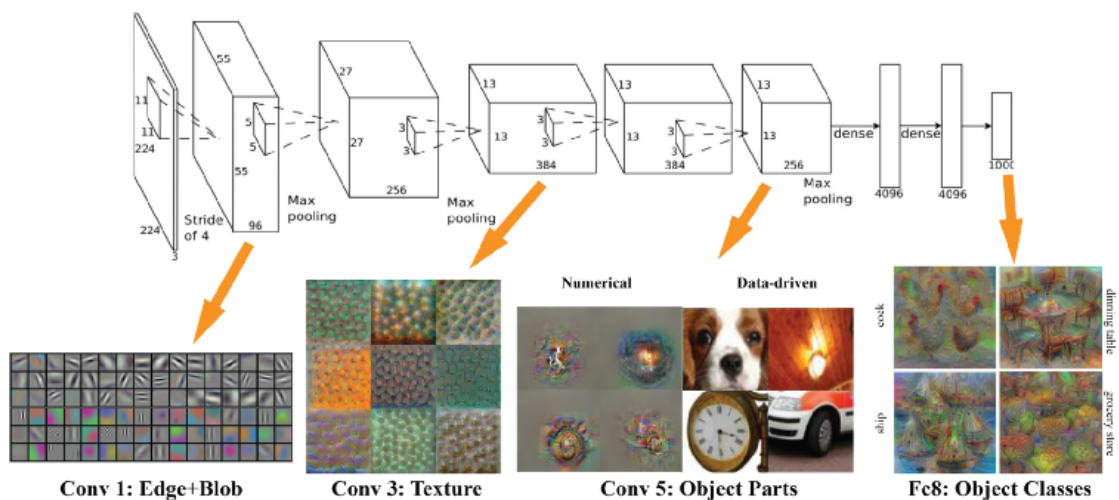 55
27
13
13
13
11
5
3
3
11
5
27
3
13
3
13
3
13
dense
dense
224
55
384
384
256
1000
Max
pooling
256
Max
pooling
Max
pooling
4096
4096
224
Stride
of 4
96
3
Numerical
Data-driven
cock
dinning table
ship
grocery store
Conv 1: Edge+Blob
Conv 3: Texture
Conv 5: Object Parts
Fc8: Object Classes